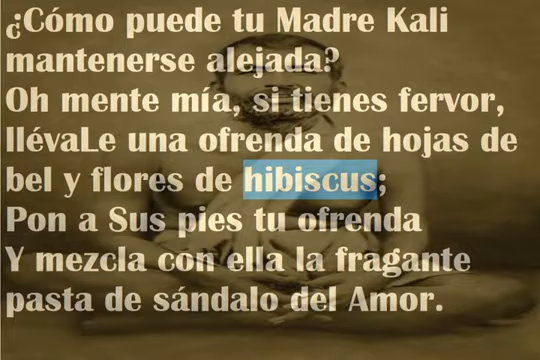 ¿Cómo puede tu Madre Kali
mantenerse alejada?
Oh mente mía, si tienes fervor,
llévaLe una ofrenda de hojas de
bel y flores de hibiscus;
Pon a Sus pies tu ofrenda
Y mezcla con ella la fragante
pasta de sándalo del Amor.